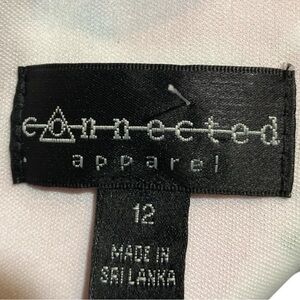 connected
apparel
12
MADE IN
SRI LANKA